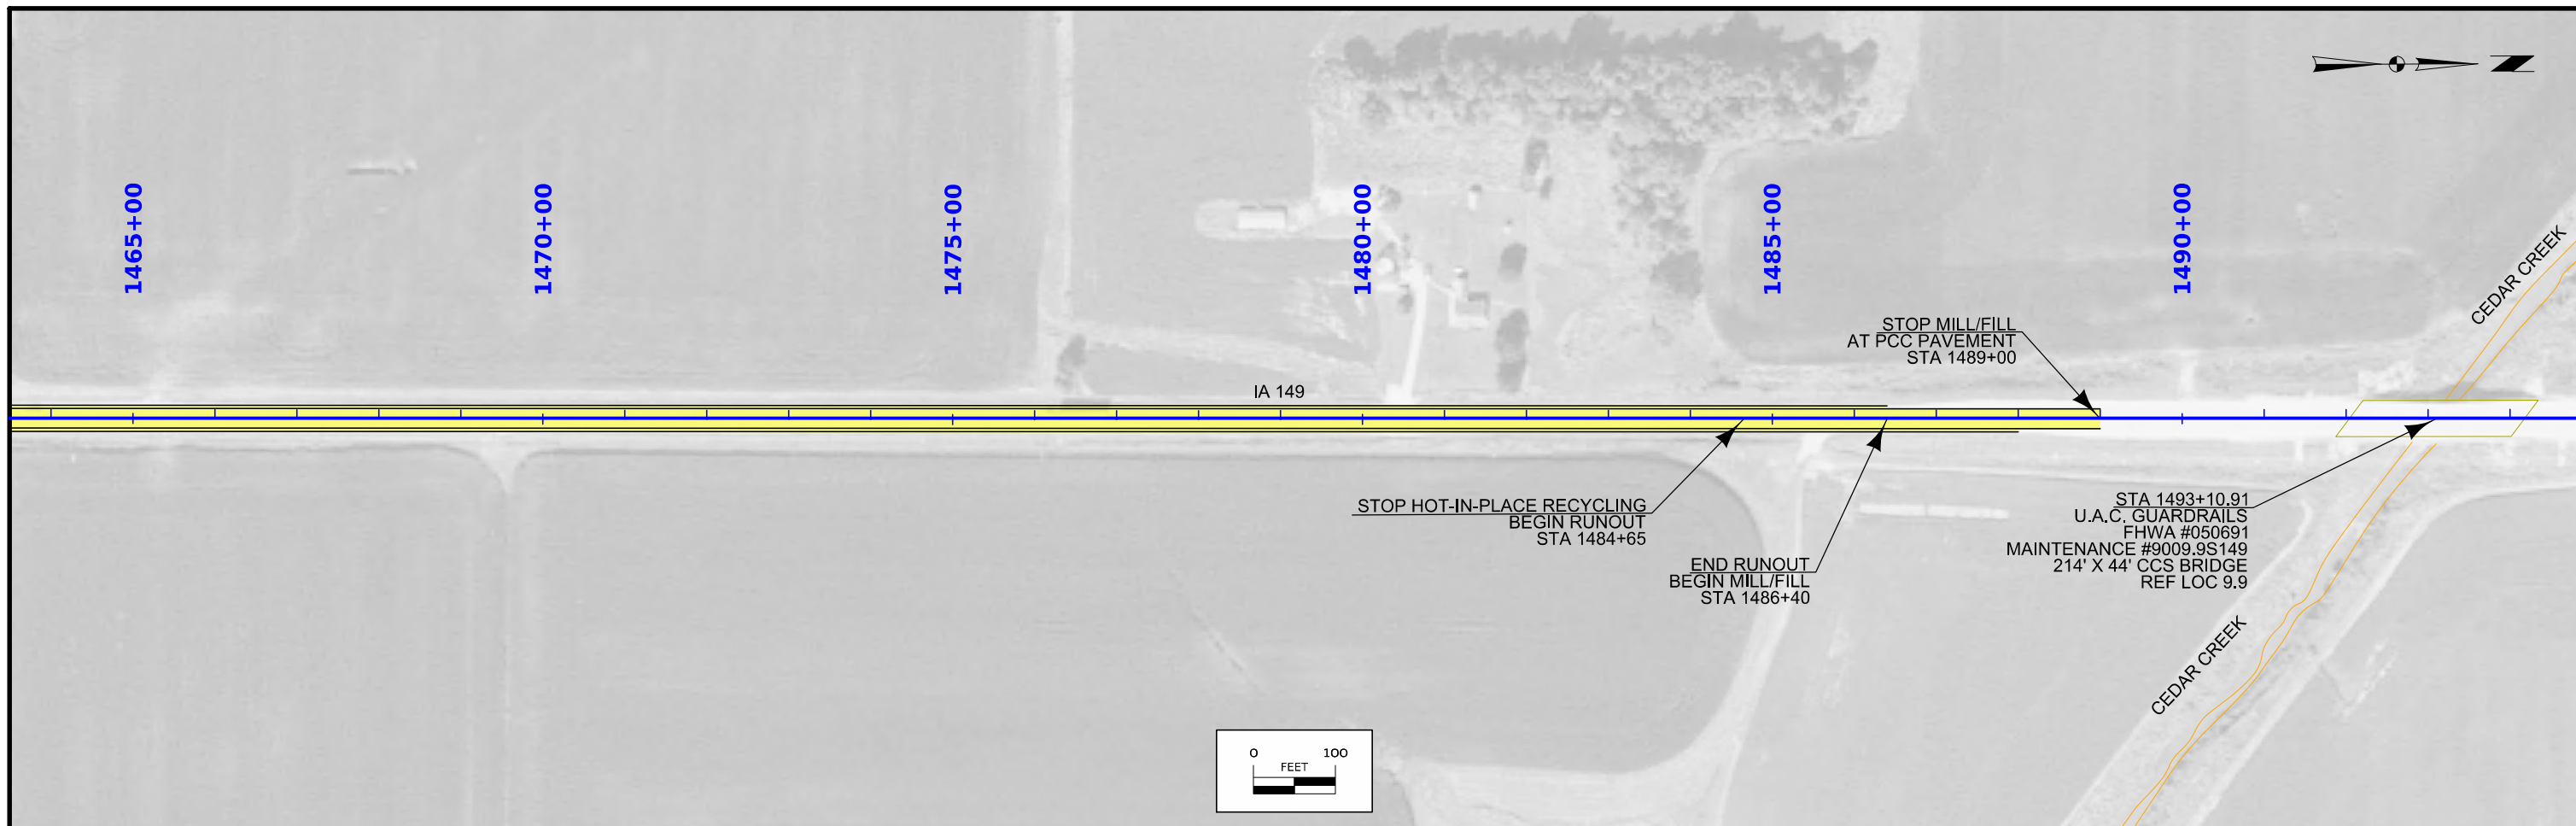 1465+00
1470+00
1475+00
1480+00
1485+00
1490+00
N
CEDAR CREEK
STOP MILL/FILL
AT PCC PAVEMENT
STA 1489+00
IA 149
STOP HOT-IN-PLACE RECYCLING
BEGIN RUNOUT
STA 1484+65
END RUNOUT
BEGIN MILL/FILL
STA 1486+40
STA 1493+10.91
U.A.C. GUARDRAILS
FHWA #050691
MAINTENANCE #9009.9S149
214' X 44' CCS BRIDGE
REF LOC 9.9
CEDAR CREEK
0 100
FEET